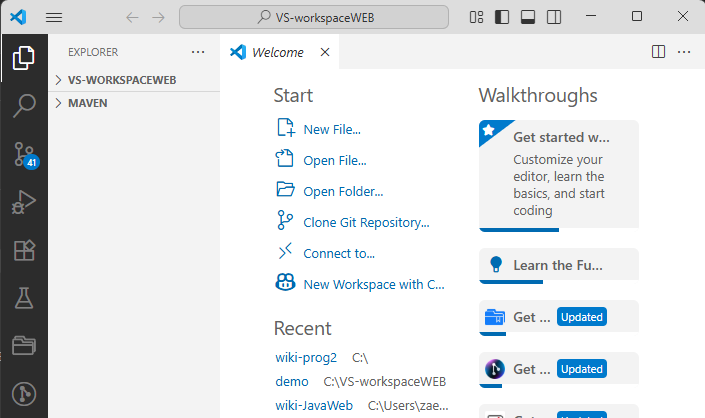 VS-workspaceWEB
EXPLORER
Welcome
VS-WORKSPACEWEB
MAVEN
41
Start
New File...
Open File...
Open Folder...
Clone Git Repository...
Connect to...
New Workspace with C...
Recent
wiki-prog2 C:\
demo C:\VS-workspaceWEB
wiki-JavaWeb C:\Users\zae...
Walkthroughs
Get started w...
Customize your
editor, learn the
basics, and start
coding
Learn the Fu...
Get ... Updated
Get ... Updated